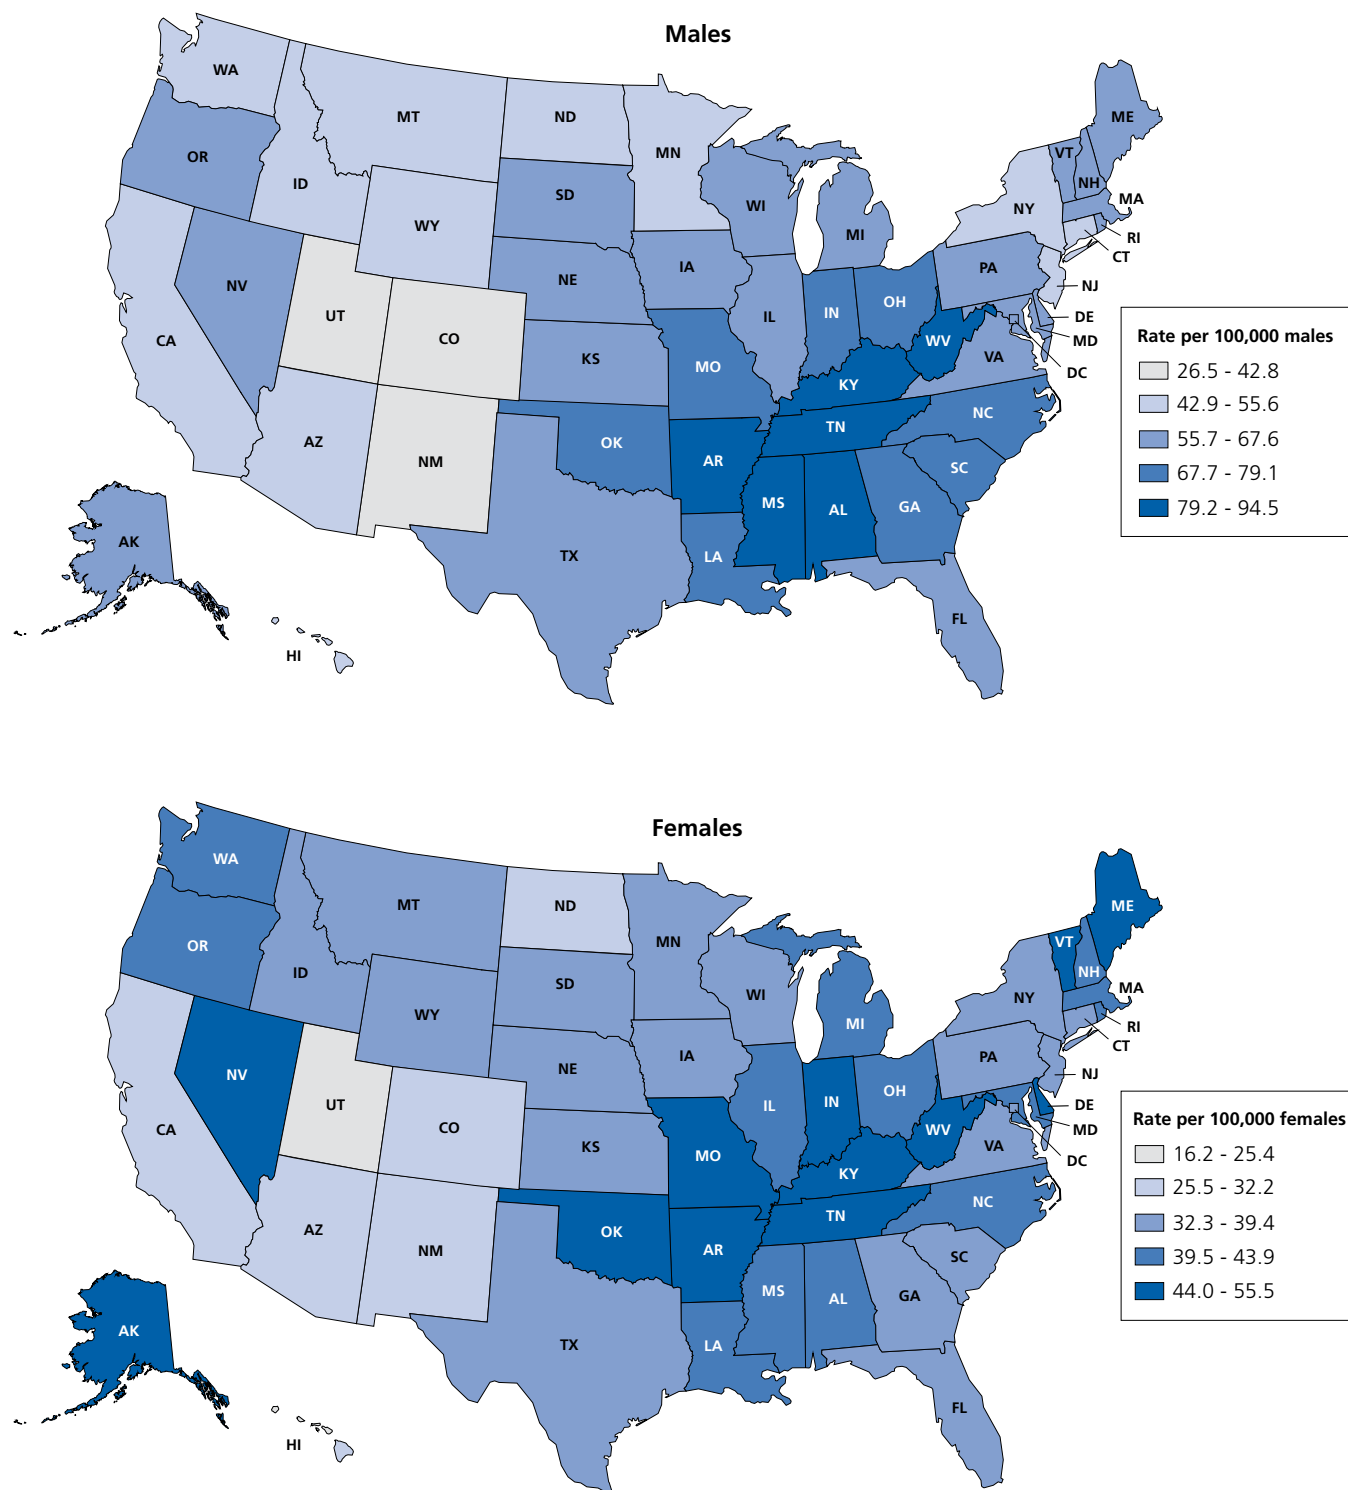 Males
WA
MT
ND
MN
ME
VT
OR
ID
NH
SD
WI
MA
NY
WY
MI
RI
CT
IA
PA
NE
NV
NJ
UT
IL
IN
OH
DE
CA
CO
WV
MD
KS
VA
MO
DC
KY
NC
TN
AZ
OK
NM
AR
SC
MS
AL
GA
AK
TX
LA
FL
HI
Rate per 100,000 males
26.5 - 42.8
42.9 - 55.6
55.7 - 67.6
67.7 - 79.1
79.2 - 94.5
Females
WA
MT
ND
ME
MN
VT
OR
ID
NH
SD
WI
MA
NY
WY
MI
RI
CT
IA
PA
NE
NV
NJ
UT
IL
IN
OH
DE
CA
CO
WV
MD
KS
VA
MO
DC
KY
NC
TN
AZ
OK
NM
AR
SC
MS
AL
GA
AK
TX
LA
FL
HI
Rate per 100,000 females
16.2 - 25.4
25.5 - 32.2
32.3 - 39.4
39.5 - 43.9
44.0 - 55.5